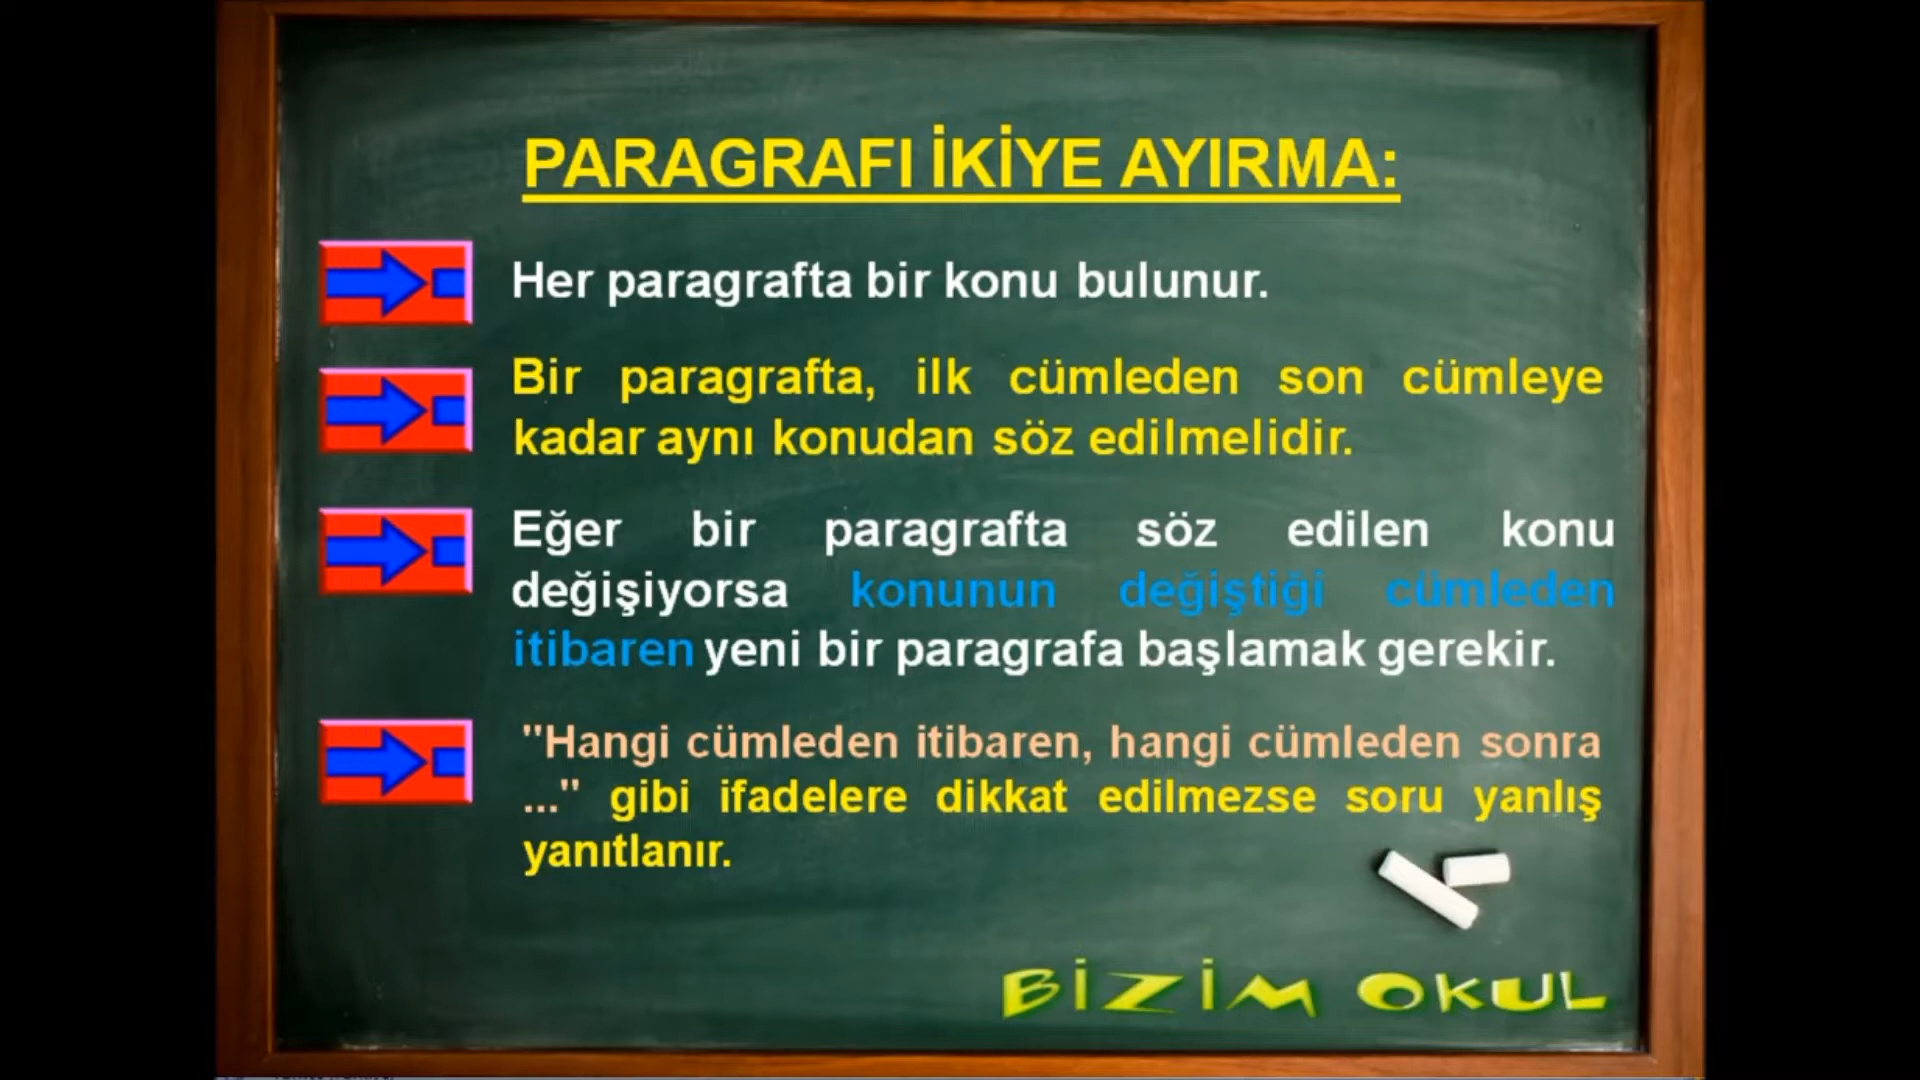 PARAGRAFI İKİYE AYIRMA:
Her paragrafta bir konu bulunur.
Bir paragrafta, ilk cümleden son cümleye
kadar aynı konudan söz edilmelidir.
Eğer bir paragrafta söz edilen konu
değişiyorsa konunun değiştiği cümleden
itibaren yeni bir paragrafa başlamak gerekir.
"Hangi cümleden itibaren, hangi cümleden sonra
..." gibi ifadelere dikkat edilmezse soru yanlış
yanıtlanır.
BİZİM OKUL